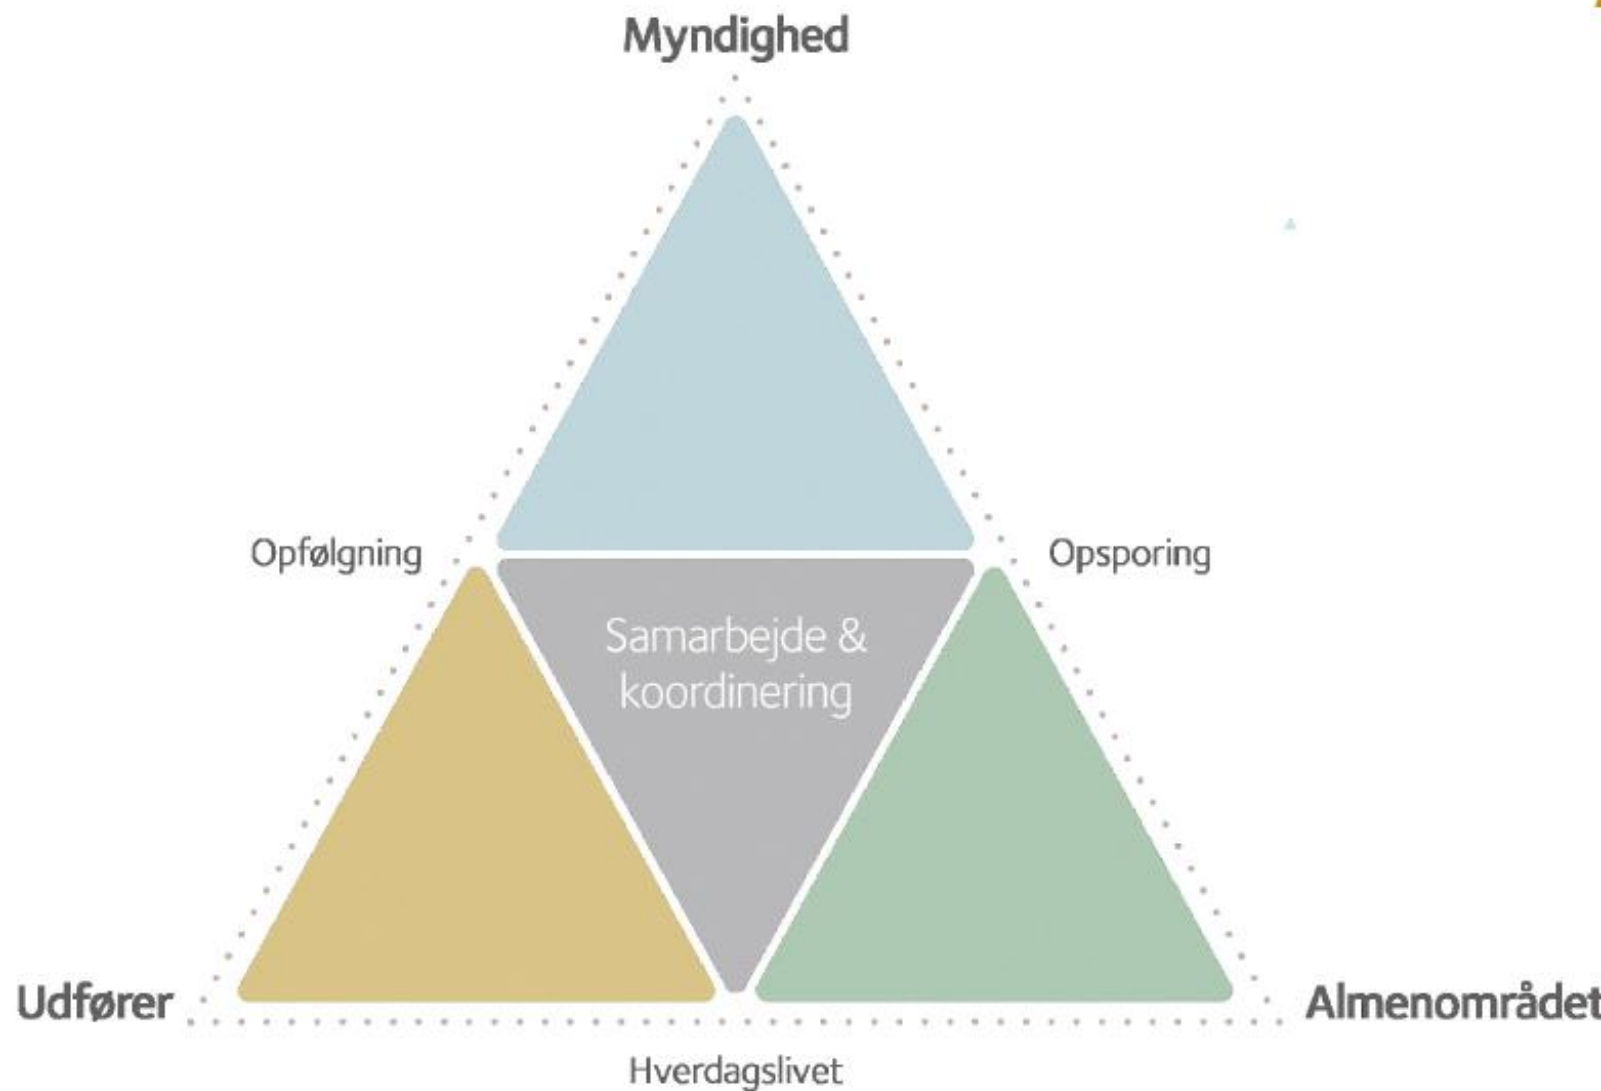 Myndighed
Opfølgning
Opsporing
Samarbejde &
koordinering
Udfører
Almenområdet
Hverdagslivet